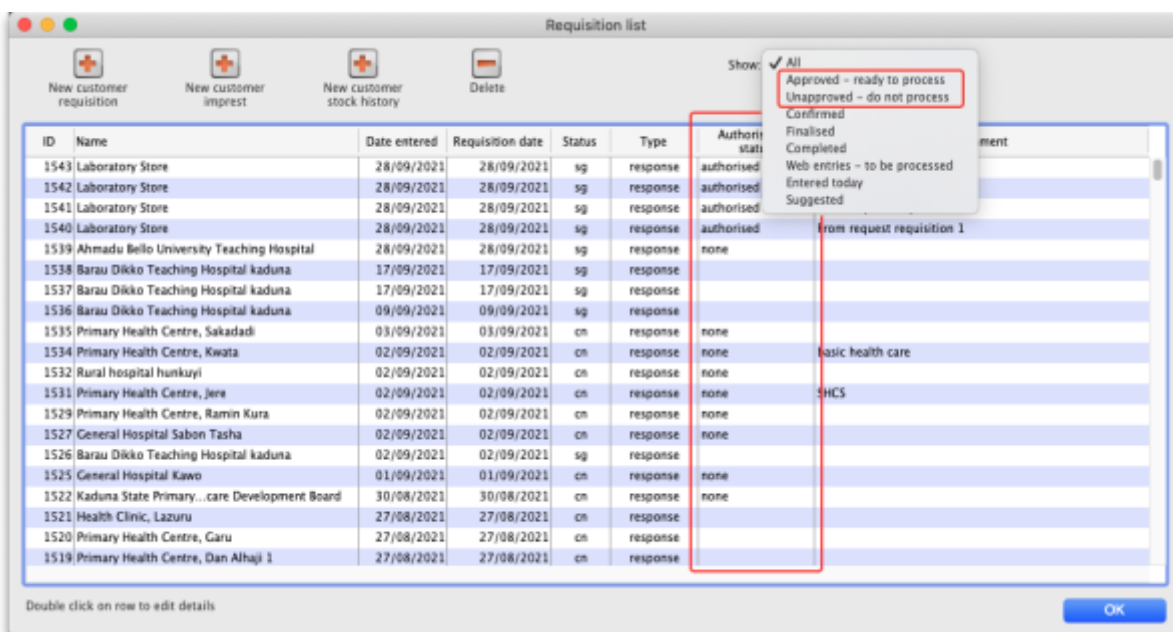 Requisition list
New customer requisition
New customer imprest
New customer stock history
Delete
Show: ✓ All
Approved – ready to process
Unapproved – do not process
Confirmed
Finalised
Completed
Web entries – to be processed
Entered today
Suggested
ID Name Date entered Requisition date Status Type
1543 Laboratory Store 28/09/2021 28/09/2021 sg response authorised
1542 Laboratory Store 28/09/2021 28/09/2021 sg response authorised
1541 Laboratory Store 28/09/2021 28/09/2021 sg response authorised
1540 Laboratory Store 28/09/2021 28/09/2021 sg response authorised From request requisition 1
1539 Ahmadu Bello University Teaching Hospital 28/09/2021 28/09/2021 sg response none
1538 Barau Dikko Teaching Hospital kaduna 17/09/2021 17/09/2021 sg response
1537 Barau Dikko Teaching Hospital kaduna 17/09/2021 17/09/2021 sg response
1536 Barau Dikko Teaching Hospital kaduna 09/09/2021 09/09/2021 sg response
1535 Primary Health Centre, Sakadadi 03/09/2021 03/09/2021 cn response none
1534 Primary Health Centre, Kwata 02/09/2021 02/09/2021 cn response none basic health care
1532 Rural hospital hunkuyi 02/09/2021 02/09/2021 cn response none
1531 Primary Health Centre, Jere 02/09/2021 02/09/2021 cn response none SHCS
1529 Primary Health Centre, Ramin Kura 02/09/2021 02/09/2021 cn response none
1527 General Hospital Sabon Tasha 02/09/2021 02/09/2021 cn response none
1526 Barau Dikko Teaching Hospital kaduna 02/09/2021 02/09/2021 sg response
1525 General Hospital Kawo 01/09/2021 01/09/2021 cn response none
1522 Kaduna State Primary...care Development Board 30/08/2021 30/08/2021 cn response none
1521 Health Clinic, Lazuru 27/08/2021 27/08/2021 cn response
1520 Primary Health Centre, Garu 27/08/2021 27/08/2021 cn response
1519 Primary Health Centre, Dan Alhaji 1 27/08/2021 27/08/2021 cn response
Double click on row to edit details
OK